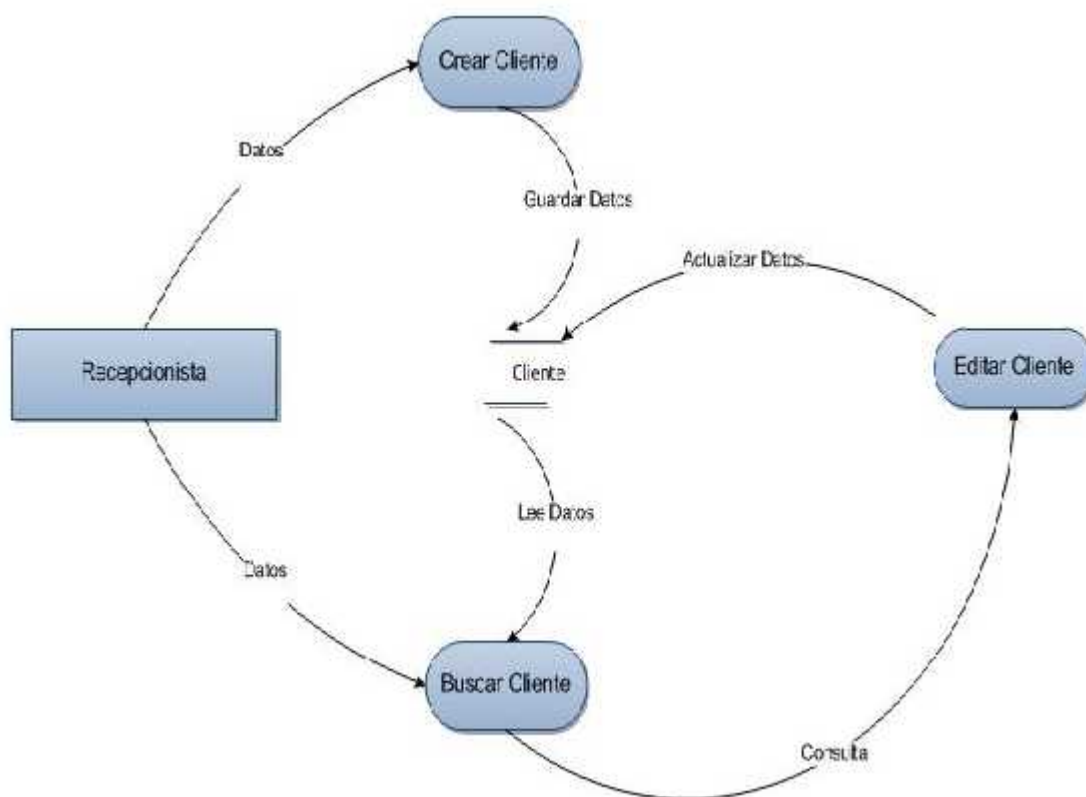 Crear Cliente
Datos
Guardar Datos
Actualizar Datos
Recepcionista
Cliente
Editar Cliente
Lee Datos
Datos
Buscar Cliente
Consulta